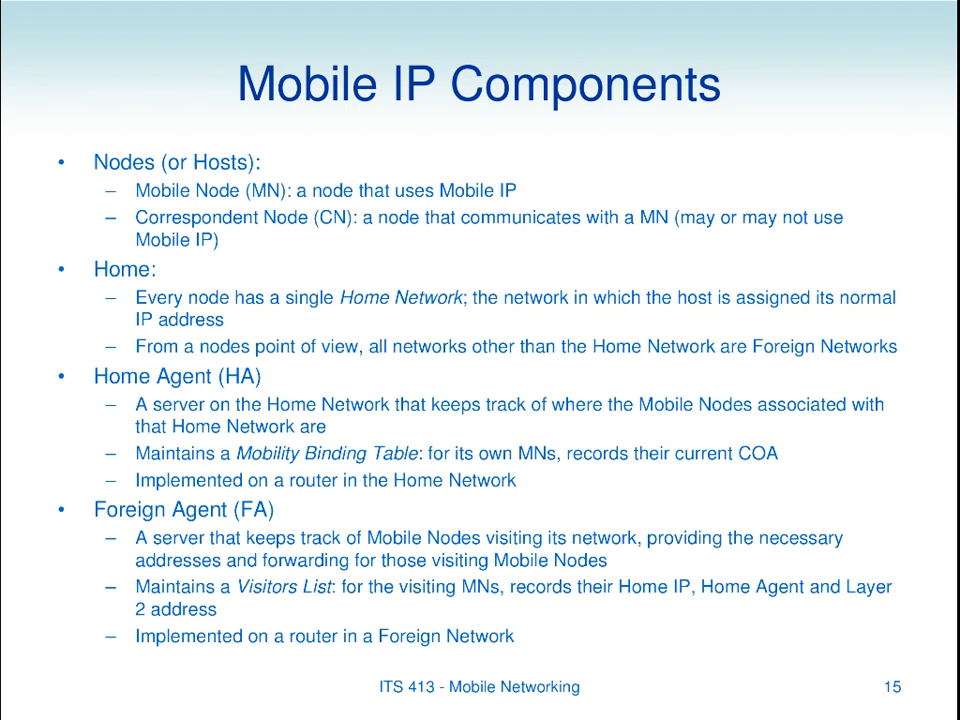 Mobile IP Components
• Nodes (or Hosts):
– Mobile Node (MN): a node that uses Mobile IP
– Correspondent Node (CN): a node that communicates with a MN (may or may not use
Mobile IP)
• Home:
– Every node has a single Home Network; the network in which the host is assigned its normal
IP address
– From a nodes point of view, all networks other than the Home Network are Foreign Networks
• Home Agent (HA)
– A server on the Home Network that keeps track of where the Mobile Nodes associated with
that Home Network are
– Maintains a Mobility Binding Table: for its own MNs, records their current COA
– Implemented on a router in the Home Network
• Foreign Agent (FA)
– A server that keeps track of Mobile Nodes visiting its network, providing the necessary
addresses and forwarding for those visiting Mobile Nodes
– Maintains a Visitors List: for the visiting MNs, records their Home IP, Home Agent and Layer
2 address
– Implemented on a router in a Foreign Network
ITS 413 - Mobile Networking 15